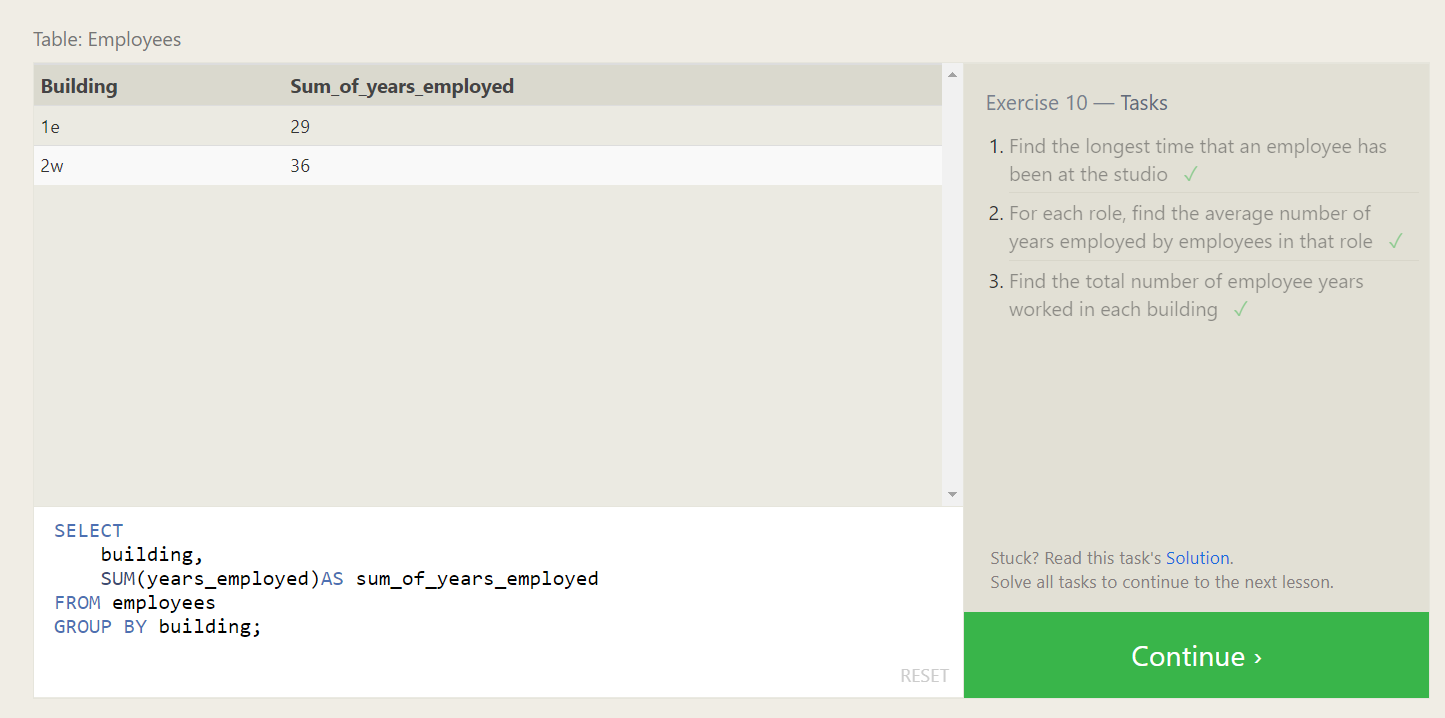 Table: Employees
Building Sum_of_years_employed
1e 29
2w 36
SELECT
building,
SUM(years_employed)AS sum_of_years_employed
FROM employees
GROUP BY building;
RESET
Exercise 10 — Tasks
1. Find the longest time that an employee has
been at the studio ✓
2. For each role, find the average number of
years employed by employees in that role ✓
3. Find the total number of employee years
worked in each building ✓
Stuck? Read this task's Solution.
Solve all tasks to continue to the next lesson.
Continue ›